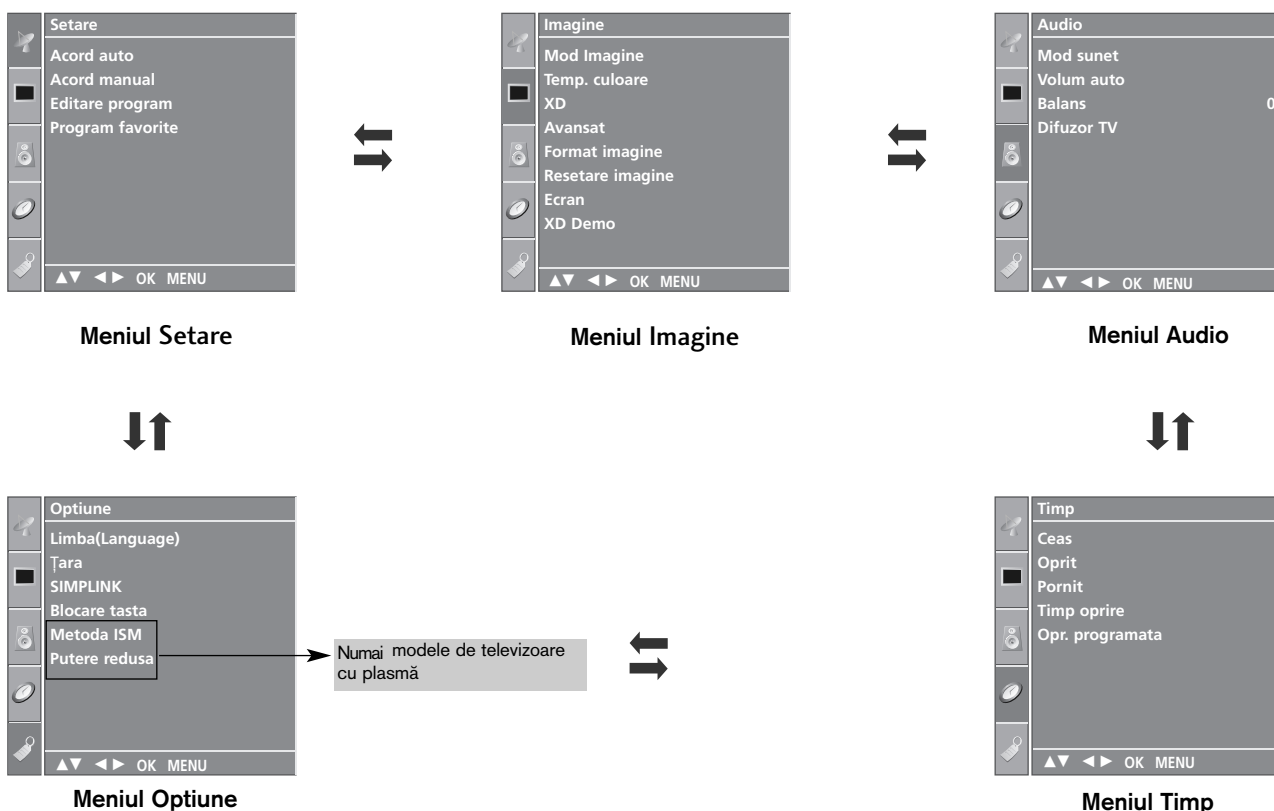 Setare
Acord auto
Acord manual
Editare program
Program favorite
▲▼ ◄► OK MENU
Meniul Setare
Imagine
Mod Imagine
Temp. culoare
XD
Avansat
Format imagine
Resetare imagine
Ecran
XD Demo
▲▼ ◄► OK MENU
Meniul Imagine
Audio
Mod sunet
Volum auto
Balans 0
Difuzor TV
▲▼ ◄► OK MENU
Meniul Audio
Optiune
Limba(Language)
Țara
SIMPLINK
Blocare tasta
Metoda ISM
Putere redusa
▲▼ ◄► OK MENU
Meniul Optiune
Numai modele de televizoare
cu plasmă
Timp
Ceas
Oprit
Pornit
Timp oprire
Opr. programata
▲▼ ◄► OK MENU
Meniul Timp